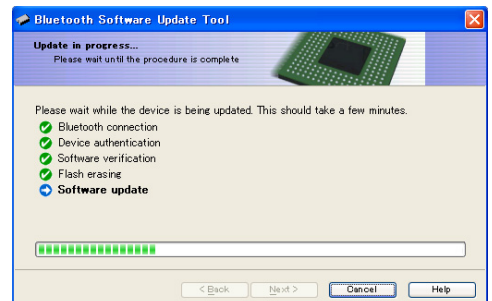 Bluetooth Software Update Tool
Update in progress...
Please wait until the procedure is complete
Please wait while the device is being updated. This should take a few minutes.
Bluetooth connection
Device authentication
Software verification
Flash erasing
Software update
< Back Next > Cancel Help